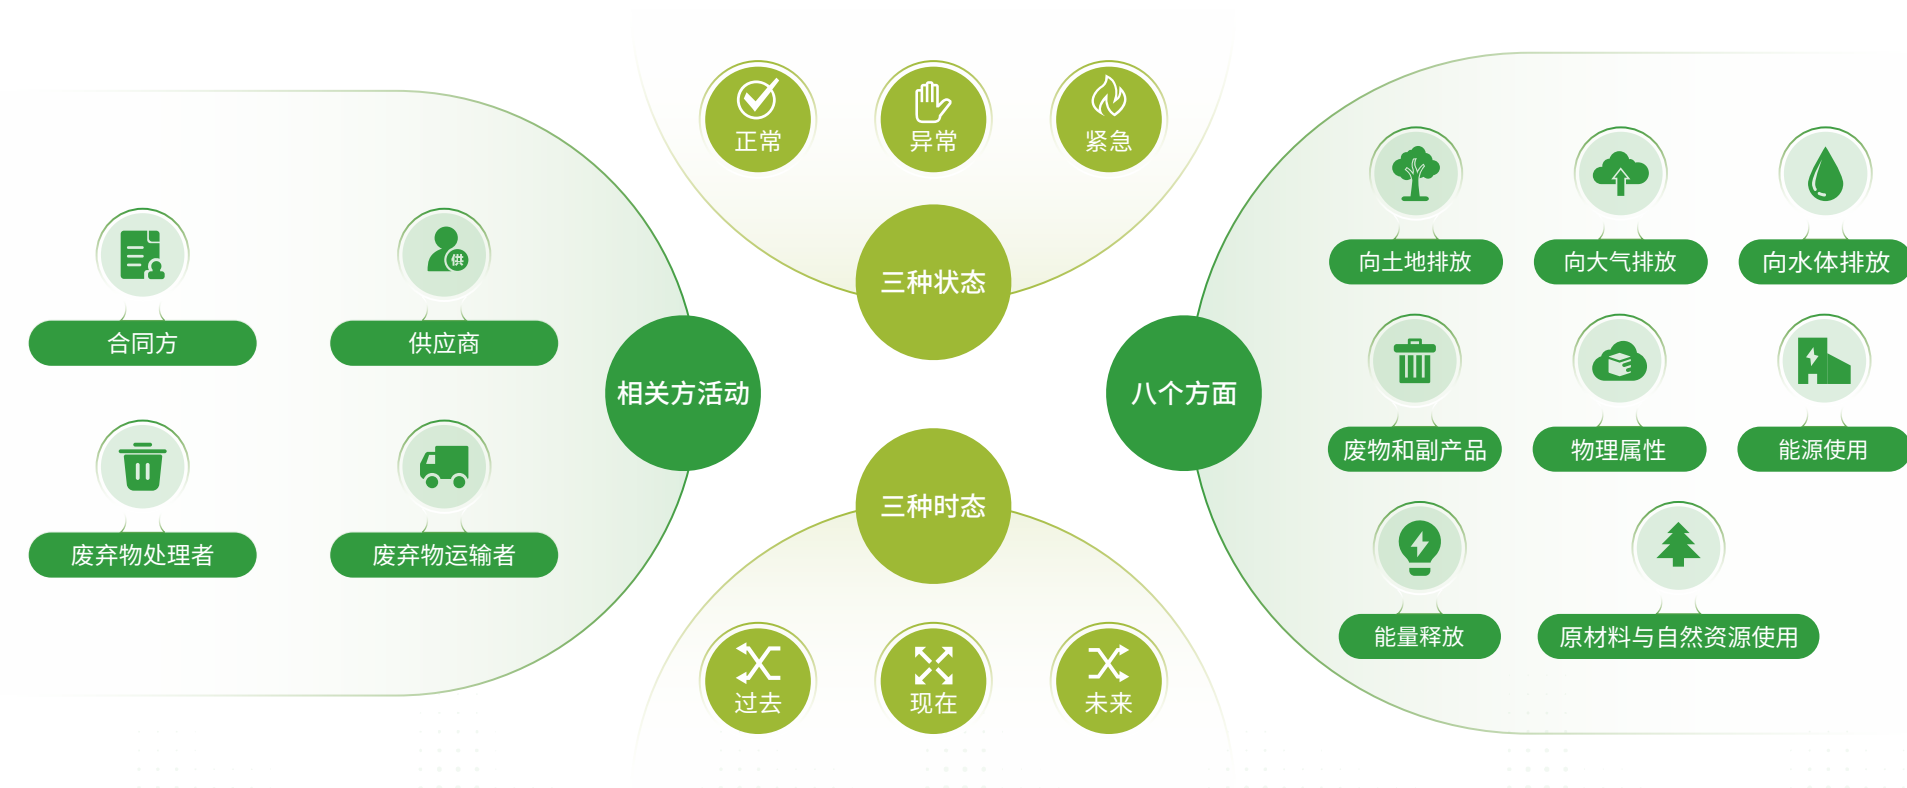 正常
异常
紧急
三种状态
合同方
供
供应商
废弃物处理者
废弃物运输者
相关方活动
八个方面
向土地排放
向大气排放
向水体排放
废物和副产品
物理属性
能源使用
能量释放
原材料与自然资源使用
三种时态
过去
现在
未来